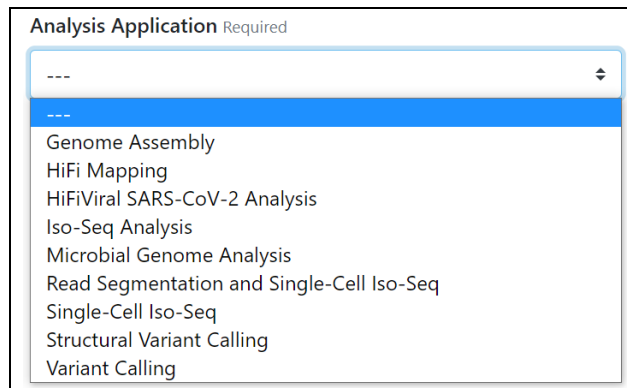 Analysis Application Required
---
---
Genome Assembly
HiFi Mapping
HiFiViral SARS-CoV-2 Analysis
Iso-Seq Analysis
Microbial Genome Analysis
Read Segmentation and Single-Cell Iso-Seq
Single-Cell Iso-Seq
Structural Variant Calling
Variant Calling